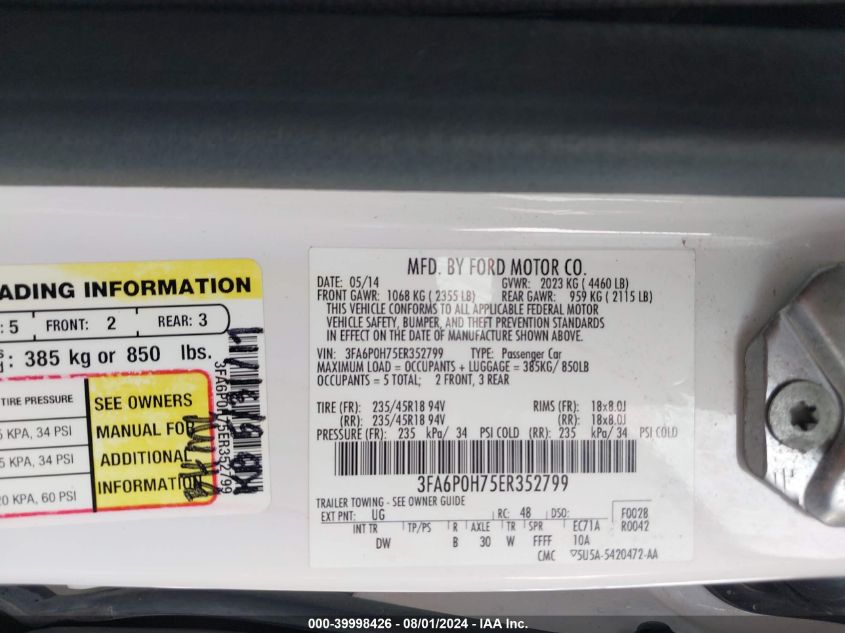 ADING INFORMATION
: 5 FRONT: 2 REAR: 3
: 385 kg or 850 lbs.
TIRE PRESSURE
5 KPA, 34 PSI
5 KPA, 34 PSI
20 KPA, 60 PSI
SEE OWNERS
MANUAL FOR
ADDITIONAL
INFORMATION
3FA6P0H75ER352799
MFD. BY FORD MOTOR CO.
DATE: 05/14 GVWR: 2023 KG ( 4460 LB)
FRONT GAWR: 1068 KG ( 2355 LB) REAR GAWR: 959 KG ( 2115 LB)
THIS VEHICLE CONFORMS TO ALL APPLICABLE FEDERAL MOTOR
VEHICLE SAFETY, BUMPER, AND THEFT PREVENTION STANDARDS
IN EFFECT ON THE DATE OF MANUFACTURE SHOWN ABOVE.
VIN: 3FA6P0H75ER352799 TYPE: Passenger Car
MAXIMUM LOAD = OCCUPANTS + LUGGAGE = 385KG/ 850LB
OCCUPANTS = 5 TOTAL; 2 FRONT, 3 REAR
TIRE (FR): 235/45R18 94V RIMS (FR): 18x8.0J
(RR): 235/45R18 94V (RR): 18x8.0J
PRESSURE (FR): 235 kPa/ 34 PSI COLD (RR): 235 kPa/ 34 PSI COLD
3FA6P0H75ER352799
TRAILER TOWING - SEE OWNER GUIDE
EXT PNT: UG RC: 48 DSO: F0028
INT TR TP/PS R AXLE TR SPR EC71A R0042
DW B 30 W FFFF 10A
CMC 5U5A-5420472-AA
000-39998426 - 08/01/2024 - IAA Inc.